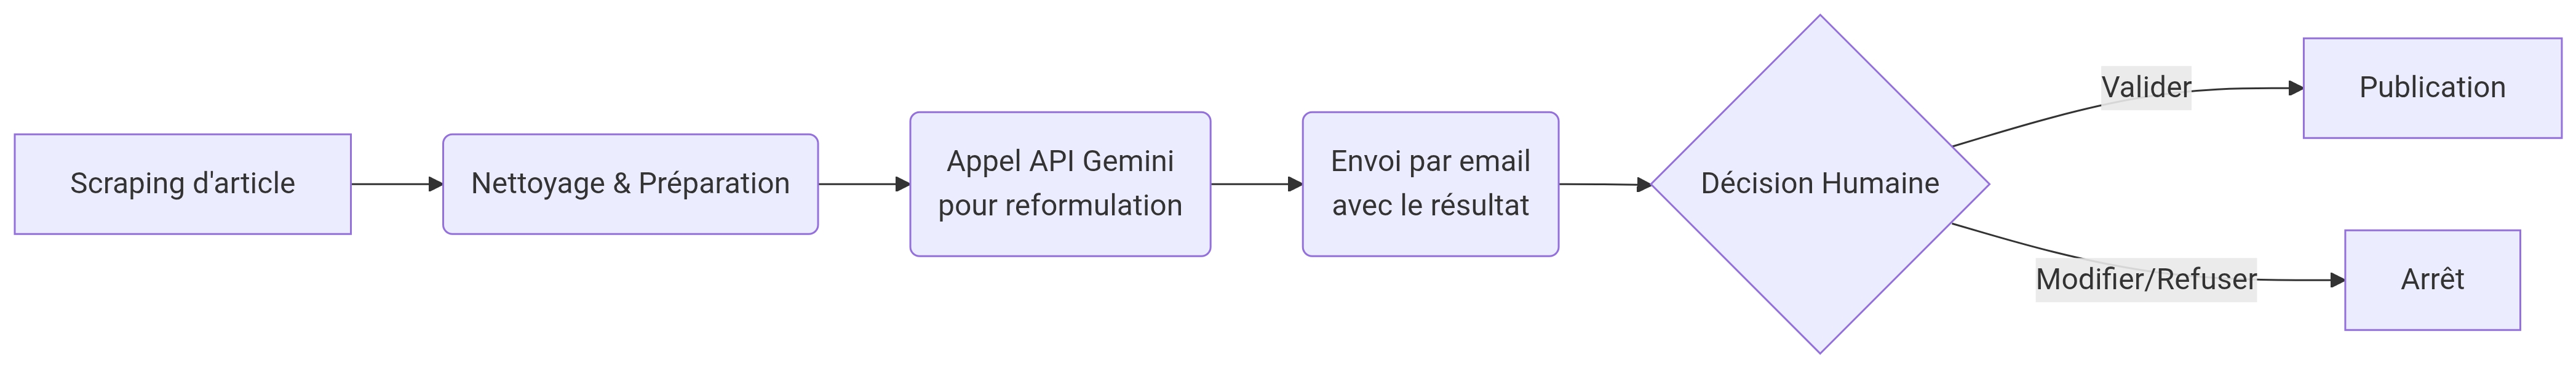 Scraping d'article
Nettoyage & Préparation
Appel API Gemini
pour reformulation
Envoi par email
avec le résultat
Décision Humaine
Valider
Publication
Modifier/Refuser
Arrêt